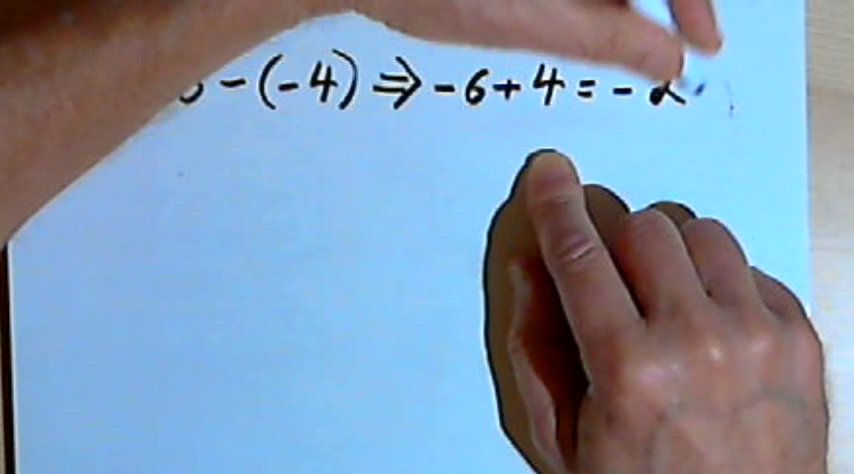 - (-4) ⇒ -6 + 4 = - 2